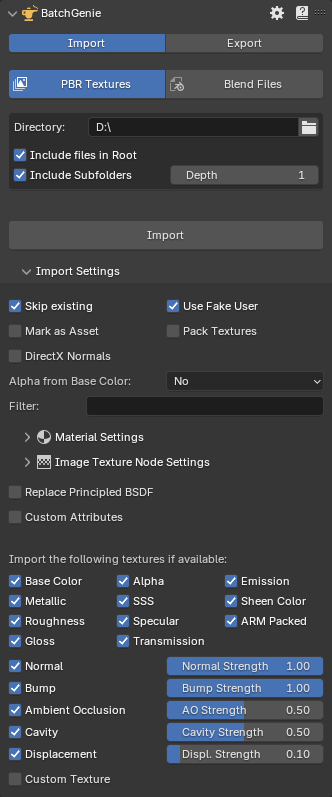 BatchGenie
Import Export
PBR Textures Blend Files
Directory: D:\
Include files in Root
Include Subfolders Depth 1
Import
Import Settings
Skip existing Use Fake User
Mark as Asset Pack Textures
DirectX Normals
Alpha from Base Color: No
Filter:
Material Settings
Image Texture Node Settings
Replace Principled BSDF
Custom Attributes
Import the following textures if available:
Base Color Alpha Emission
Metallic SSS Sheen Color
Roughness Specular ARM Packed
Gloss Transmission
Normal Normal Strength 1.00
Bump Bump Strength 1.00
Ambient Occlusion AO Strength 0.50
Cavity Cavity Strength 0.50
Displacement Displ. Strength 0.10
Custom Texture